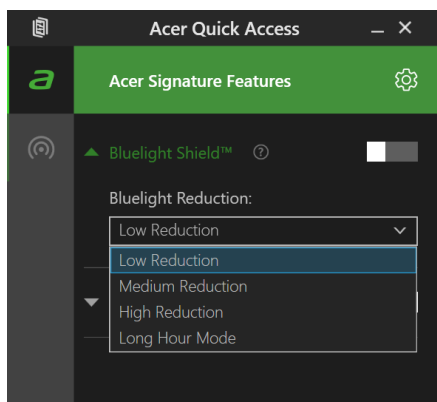 Acer Quick Access
a
Acer Signature Features
Bluelight Shield™ ?
Bluelight Reduction:
Low Reduction
Low Reduction
Medium Reduction
High Reduction
Long Hour Mode